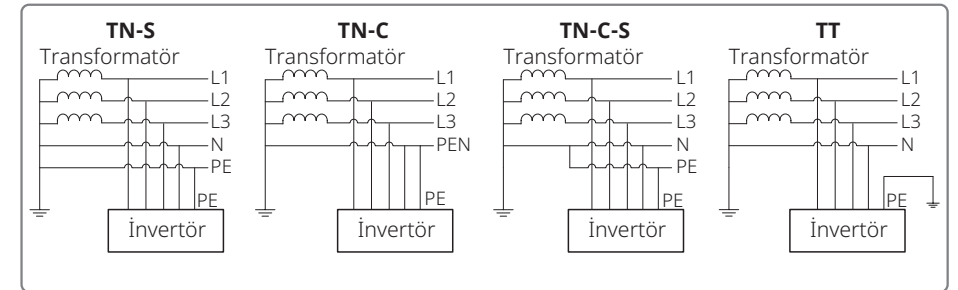 TN-S
Transformatör
L1
L2
L3
N
PE
PE
İnvertör
TN-C
Transformatör
L1
L2
L3
PEN
PE
İnvertör
TN-C-S
Transformatör
L1
L2
L3
N
PE
PE
İnvertör
TT
Transformatör
L1
L2
L3
N
PE
İnvertör